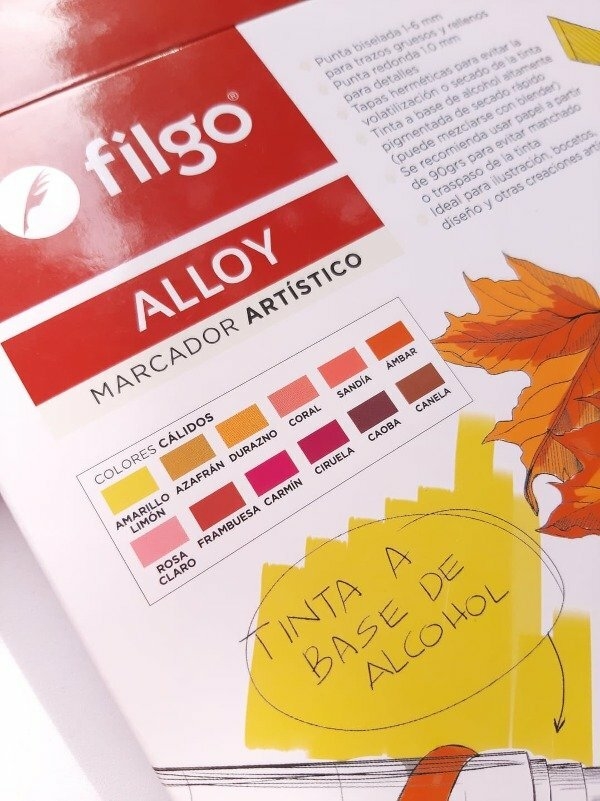 Punta biselada 1-6 mm
para trazos gruesos y rellenos
Punta redonda 1.0 mm
para detalles
Tapas herméticas para evitar la
volatilización o secado de la tinta
Tinta a base de alcohol altamente
pigmentada de secado rápido
(puede mezclarse con blender)
Se recomienda usar papel a partir
de 90grs para evitar manchado
o traspaso de la tinta
Ideal para ilustración, bocetos,
diseño y otras creaciones
filgo®
ALLOY
MARCADOR ARTÍSTICO
COLORES CÁLIDOS
AMARILLO
LIMÓN
AZAFRÁN
DURAZNO
CORAL
SANDÍA
ÁMBAR
ROSA
CLARO
FRAMBUESA
CARMÍN
CIRUELA
CAOBA
CANELA
TINTA A
BASE DE
ALCOHOL